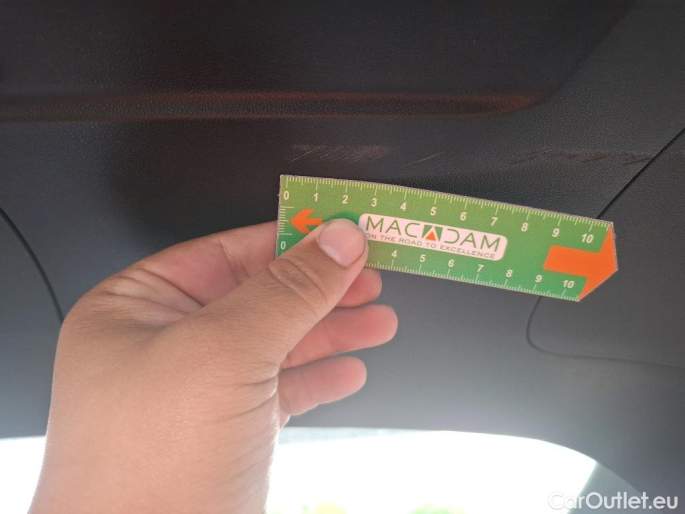 0 1 2 3 4 5 6 7 8 9 10
MACADAM
ON THE ROAD TO EXCELLENCE
0 4 5 6 7 8 9 10
CarOutlet.eu